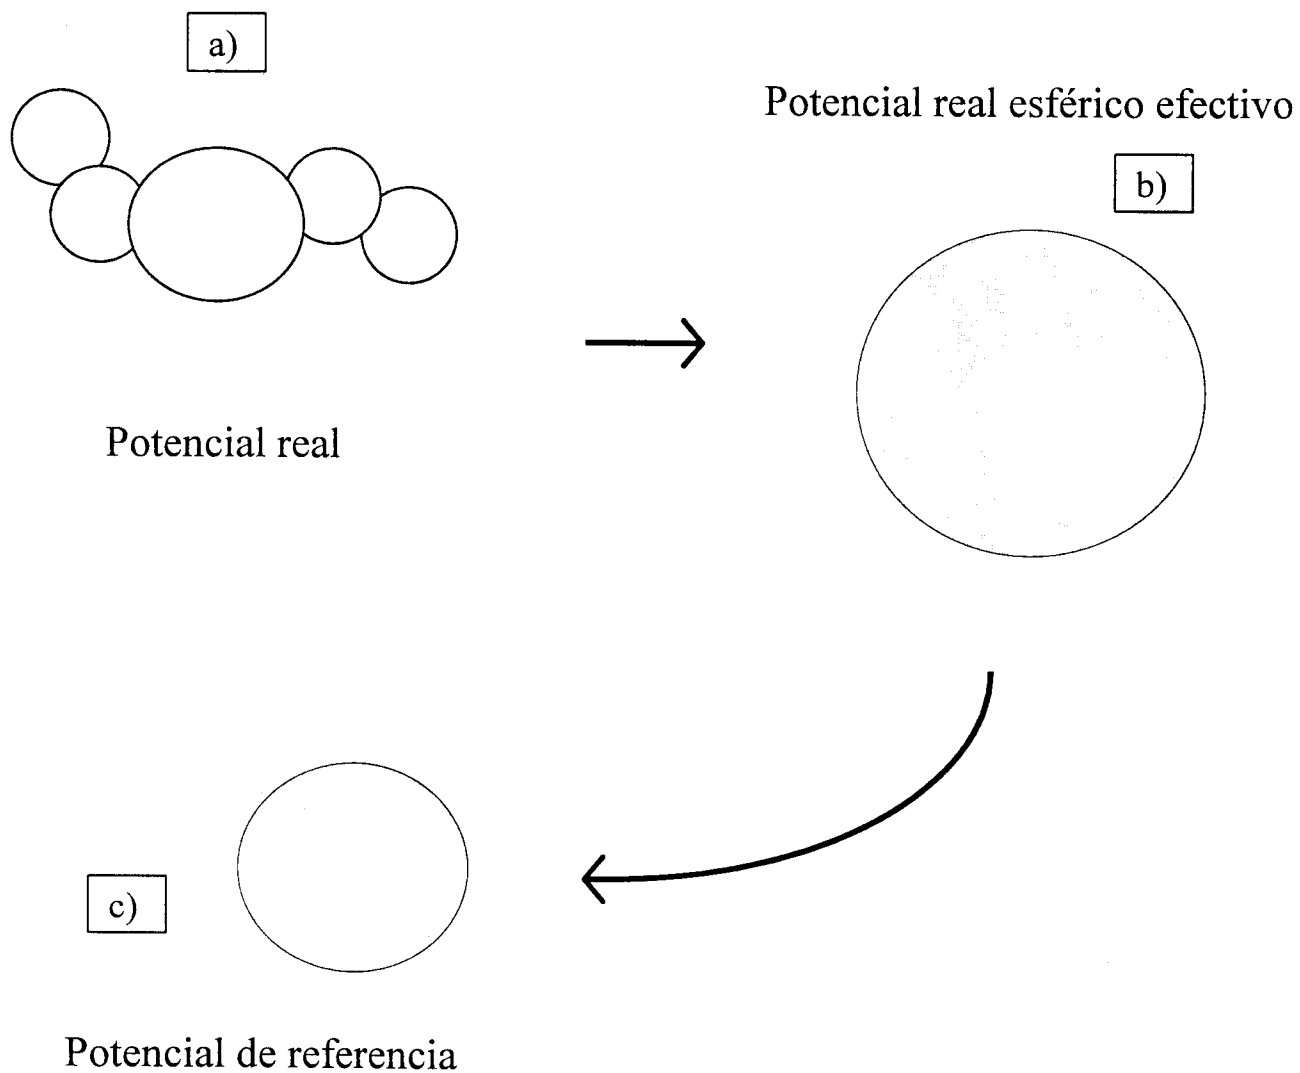 a)
Potencial real esférico efectivo
b)
Potencial real
c)
Potencial de referencia